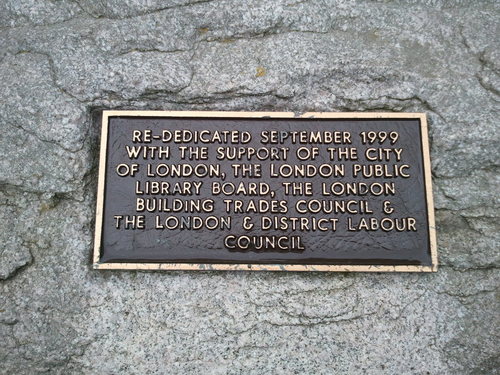 RE-DEDICATED SEPTEMBER 1999
WITH THE SUPPORT OF THE CITY
OF LONDON, THE LONDON PUBLIC
LIBRARY BOARD, THE LONDON
BUILDING TRADES COUNCIL &
THE LONDON & DISTRICT LABOUR
COUNCIL